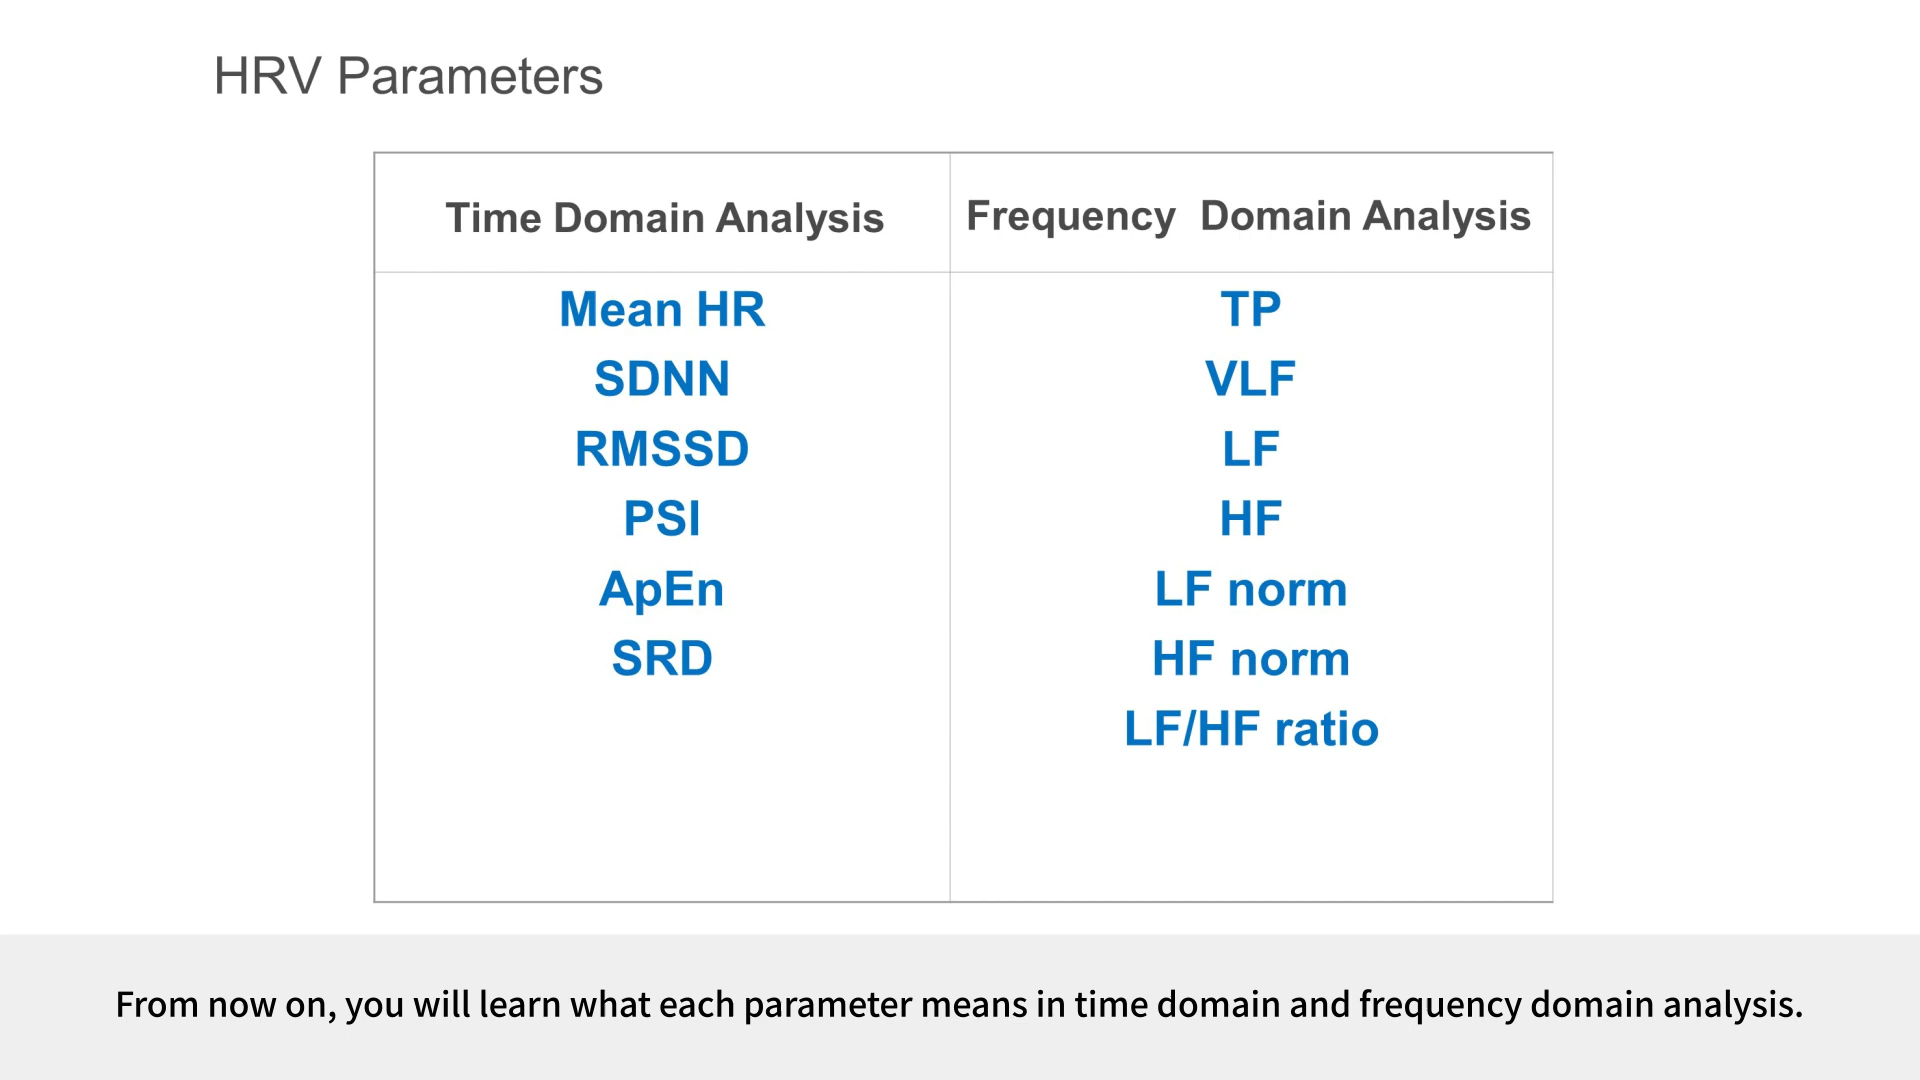 HRV Parameters
Time Domain Analysis
Mean HR
SDNN
RMSSD
PSI
ApEn
SRD
Frequency Domain Analysis
TP
VLF
LF
HF
LF norm
HF norm
LF/HF ratio
From now on, you will learn what each parameter means in time domain and frequency domain analysis.